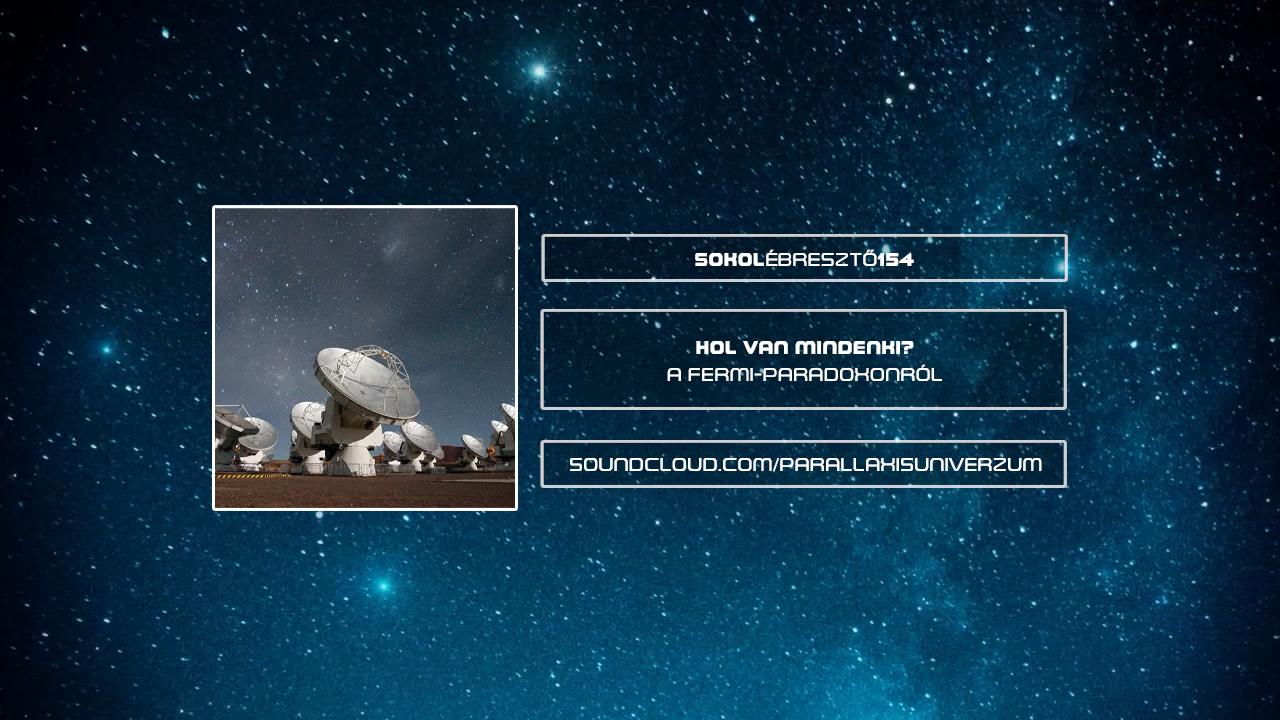 SOKOLÉBRESZTŐ154
HOL VAN MINDENKI?
A FERMI-PARADOXONRÓL
SOUNDCLOUD.COM/PARALLAXISUNIVERZUM